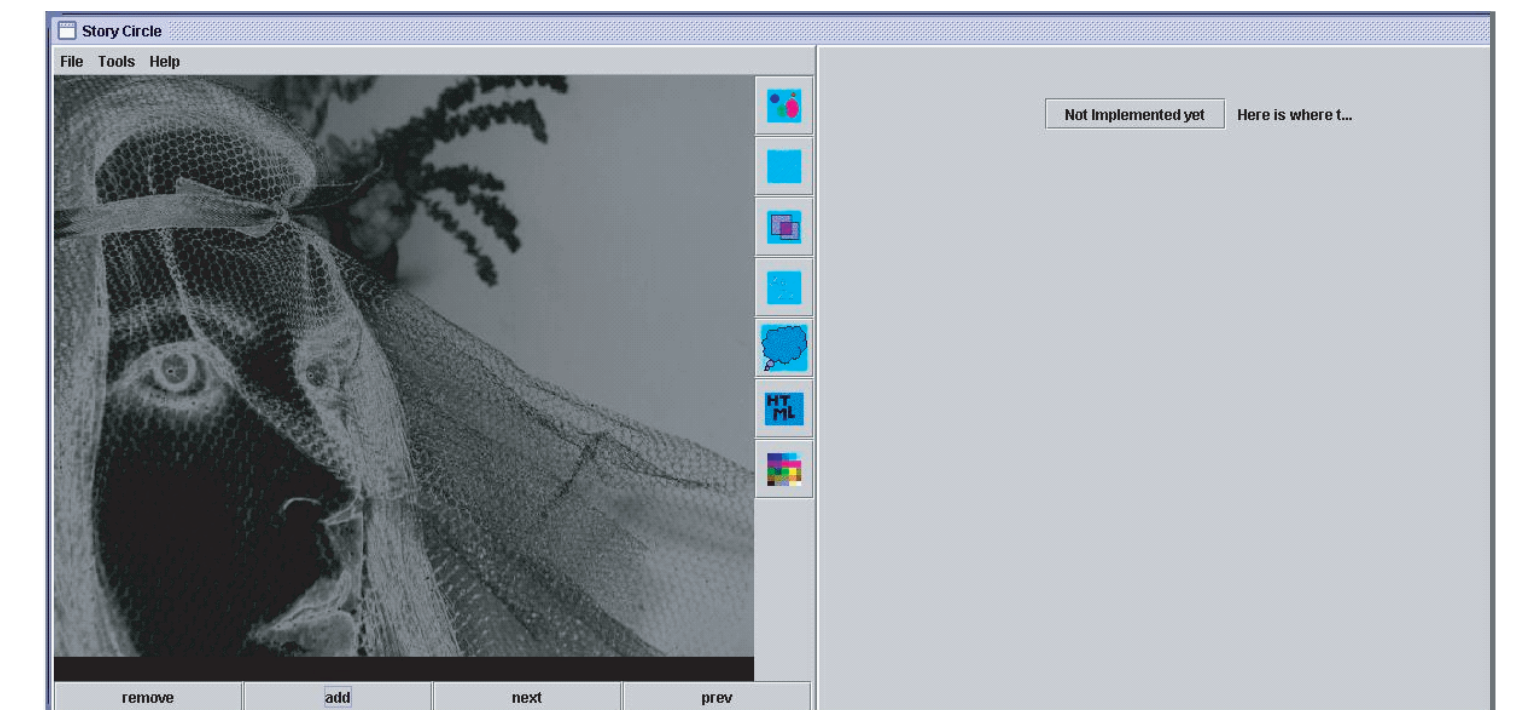 Story Circle
File Tools Help
Not Implemented yet Here is where t...
HT
ML
remove add next prev